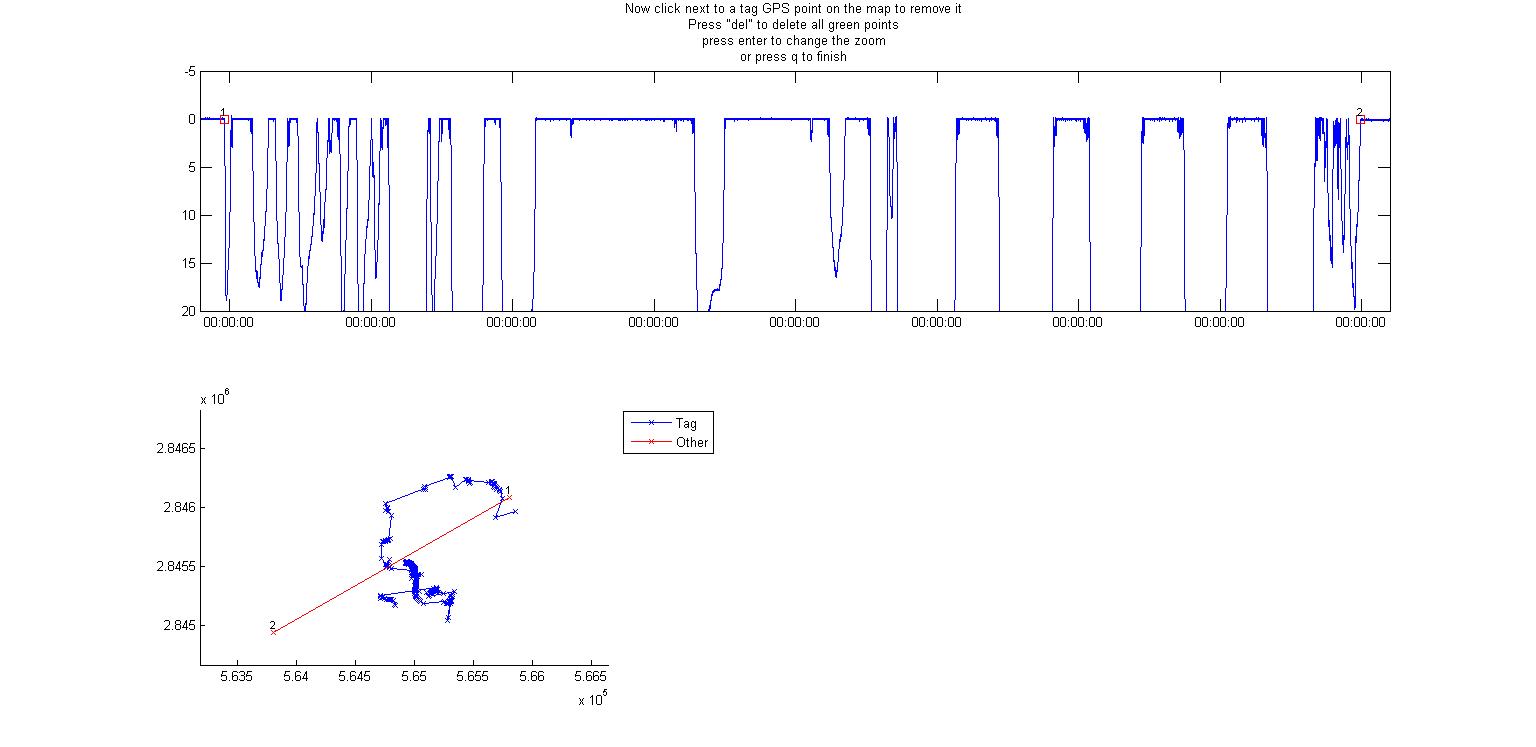 Now click next to a tag GPS point on the map to remove it
Press "del" to delete all green points
press enter to change the zoom
or press q to finish
-5
0
5
10
15
20
1
2
00:00:00 00:00:00 00:00:00 00:00:00 00:00:00 00:00:00 00:00:00 00:00:00 00:00:00
x 10^6
2.8465
2.846
2.8455
2.845
1
2
5.635 5.64 5.645 5.65 5.655 5.66 5.665
x 10^5
Tag
Other